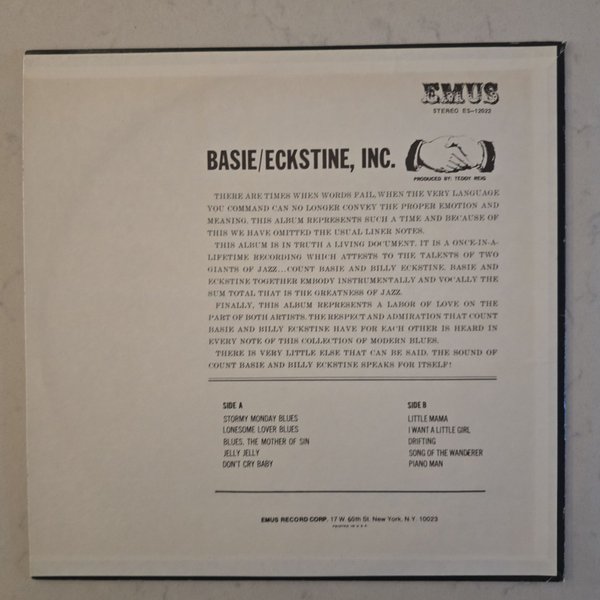 EMUS
STEREO ES-12022
BASIE/ECKSTINE, INC.
PRODUCED BY: TEDDY REIG
THERE ARE TIMES WHEN WORDS FAIL, WHEN THE VERY LANGUAGE
YOU COMMAND CAN NO LONGER CONVEY THE PROPER EMOTION AND
MEANING. THIS ALBUM REPRESENTS SUCH A TIME AND BECAUSE OF
THIS WE HAVE OMITTED THE USUAL LINER NOTES.
THIS ALBUM IS IN TRUTH A LIVING DOCUMENT. IT IS A ONCE-IN-A-
LIFETIME RECORDING WHICH ATTESTS TO THE TALENTS OF TWO
GIANTS OF JAZZ...COUNT BASIE AND BILLY ECKSTINE. BASIE AND
ECKSTINE TOGETHER EMBODY INSTRUMENTALLY AND VOCALLY THE
SUM TOTAL THAT IS THE GREATNESS OF JAZZ.
FINALLY, THIS ALBUM REPRESENTS A LABOR OF LOVE ON THE
PART OF BOTH ARTISTS. THE RESPECT AND ADMIRATION THAT COUNT
BASIE AND BILLY ECKSTINE HAVE FOR EACH OTHER IS HEARD IN
EVERY NOTE OF THIS COLLECTION OF MODERN BLUES.
THERE IS VERY LITTLE ELSE THAT CAN BE SAID. THE SOUND OF
COUNT BASIE AND BILLY ECKSTINE SPEAKS FOR ITSELF!
SIDE A
STORMY MONDAY BLUES
LONESOME LOVER BLUES
BLUES, THE MOTHER OF SIN
JELLY JELLY
DON'T CRY BABY
SIDE B
LITTLE MAMA
I WANT A LITTLE GIRL
DRIFTING
SONG OF THE WANDERER
PIANO MAN
EMUS RECORD CORP. 17 W. 60th St. New York, N.Y. 10023
PRINTED IN U.S.A.